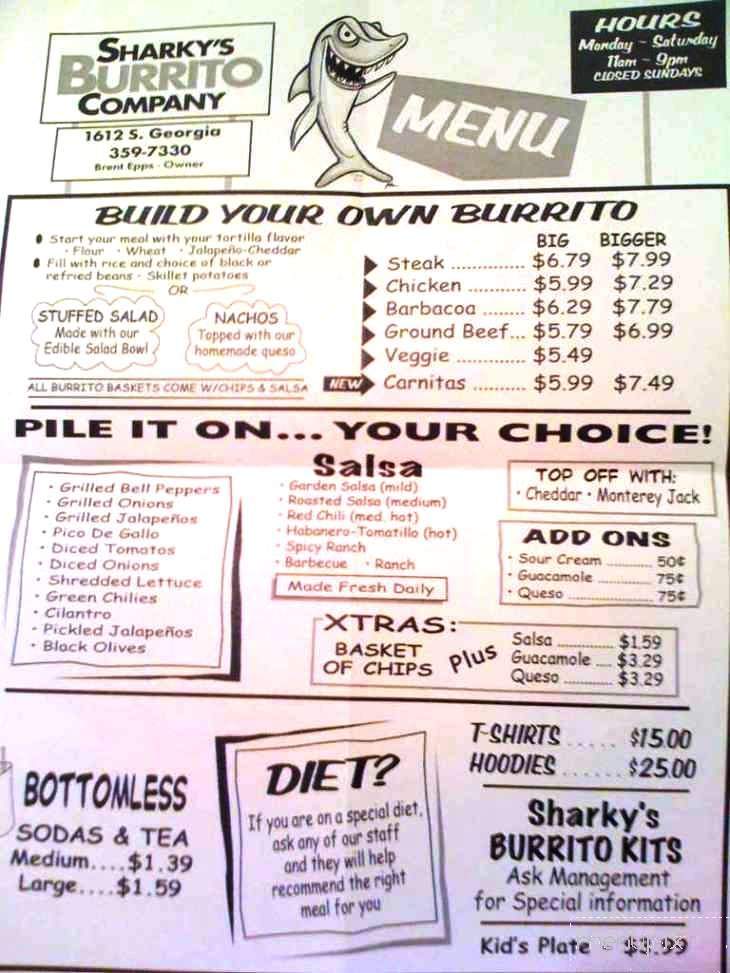 SHARKY'S
BURRITO
COMPANY
1612 S. Georgia
359-7330
Brent Epps - Owner
MENU
HOURS
Monday - Saturday
11am - 9pm
CLOSED SUNDAYS
BUILD YOUR OWN BURRITO
• Start your meal with your tortilla flavor
• Flour • Wheat • Jalapeño-Cheddar
• Fill with rice and choice of black or
refried beans - Skillet potatoes
OR
STUFFED SALAD
Made with our
Edible Salad Bowl
NACHOS
Topped with our
homemade queso
ALL BURRITO BASKETS COME W/CHIPS & SALSA
BIG BIGGER
Steak ............. $6.79 $7.99
Chicken ........... $5.99 $7.29
Barbacoa .......... $6.29 $7.79
Ground Beef... $5.79 $6.99
Veggie ............ $5.49
NEW Carnitas .......... $5.99 $7.49
PILE IT ON... YOUR CHOICE!
• Grilled Bell Peppers
• Grilled Onions
• Grilled Jalapeños
• Pico De Gallo
• Diced Tomatoes
• Diced Onions
• Shredded Lettuce
• Green Chilies
• Cilantro
• Pickled Jalapeños
• Black Olives
Salsa
• Garden Salsa (mild)
• Roasted Salsa (medium)
• Red Chili (med. hot)
• Habanero-Tomatillo (hot)
• Spicy Ranch
• Barbecue • Ranch
Made Fresh Daily
TOP OFF WITH:
• Cheddar • Monterey Jack
ADD ONS
• Sour Cream .......... 50¢
• Guacamole ........... 75¢
• Queso ............... 75¢
XTRAS:
BASKET
OF CHIPS
Plus
Salsa ............. $1.59
Guacamole .... $3.29
Queso ............ $3.29
BOTTOMLESS
SODAS & TEA
Medium....$1.39
Large....$1.59
DIET?
If you are on a special diet,
ask any of our staff
and they will help
recommend the right
meal for you
T-SHIRTS ..... $15.00
HOODIES ...... $25.00
Sharky's
BURRITO KITS
Ask Management
for Special information
Kid's Plate $3.99